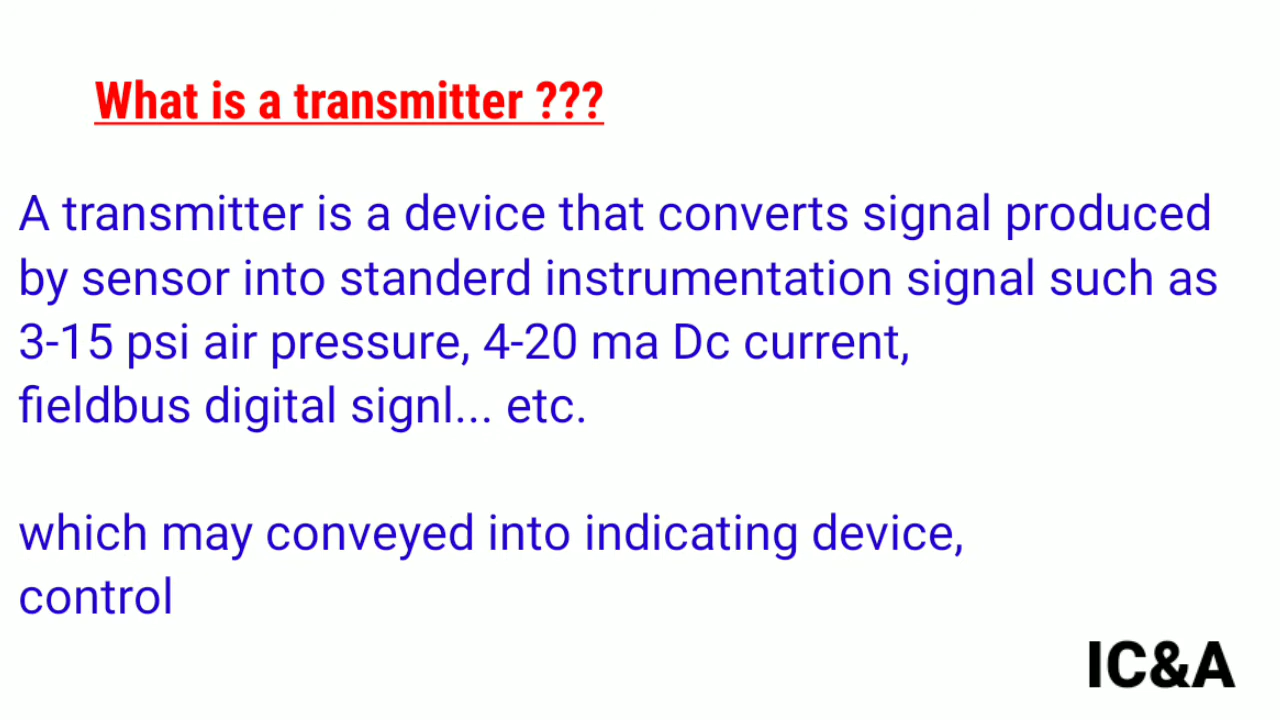 What is a transmitter ???
A transmitter is a device that converts signal produced
by sensor into standerd instrumentation signal such as
3-15 psi air pressure, 4-20 ma Dc current,
fieldbus digital signl... etc.
which may conveyed into indicating device,
control
IC&A